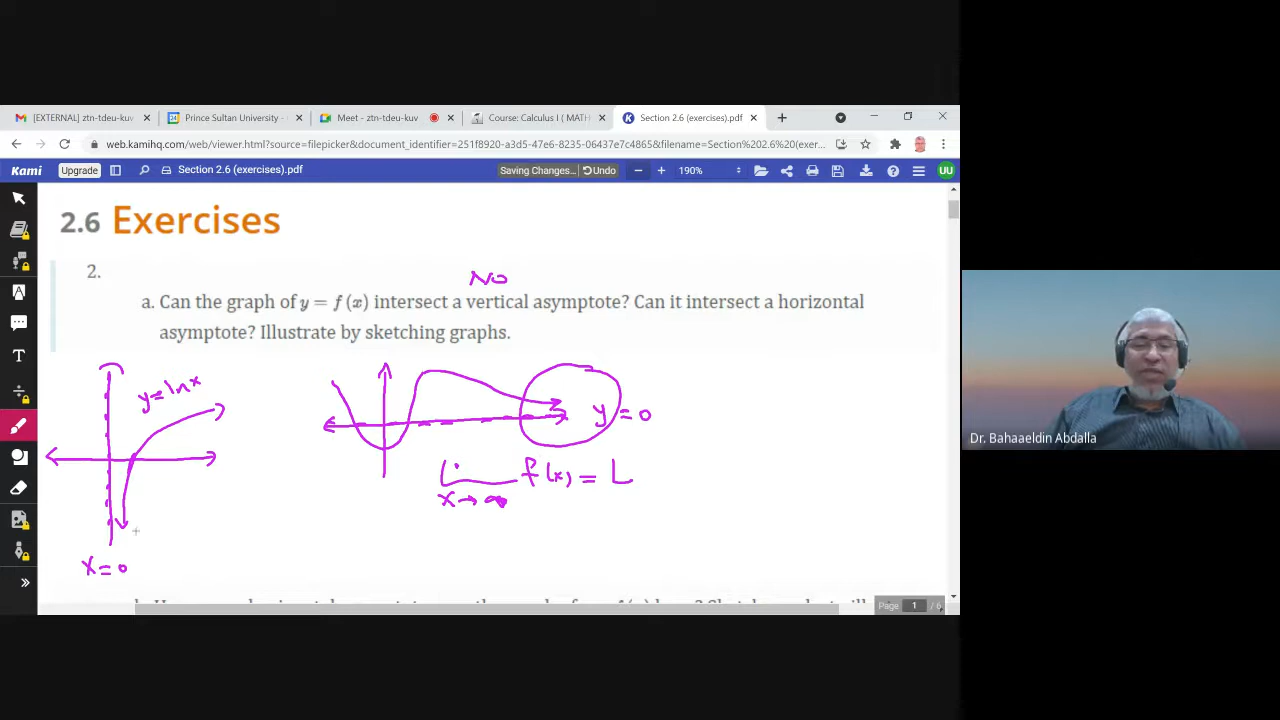 [EXTERNAL] ztn-tdeu-kuv
Prince Sultan University -
Meet - ztn-tdeu-kuv
Course: Calculus I ( MATH
Section 2.6 (exercises).pdf
web.kamihq.com/web/viewer.html?source=filepicker&document_identifier=251f8920-a3d5-47e6-8235-06437e7c4865&filename=Section%202.6%20(exer...
Kami
Upgrade
Section 2.6 (exercises).pdf
Saving Changes...
Undo
190%
UU
2.6 Exercises
2.
NO
a. Can the graph of y = f (x) intersect a vertical asymptote? Can it intersect a horizontal
asymptote? Illustrate by sketching graphs.
y=lnx
y=0
Lim f(x) = L
x→∞
x=0
Page 1 / 6
Dr. Bahaaeldin Abdalla